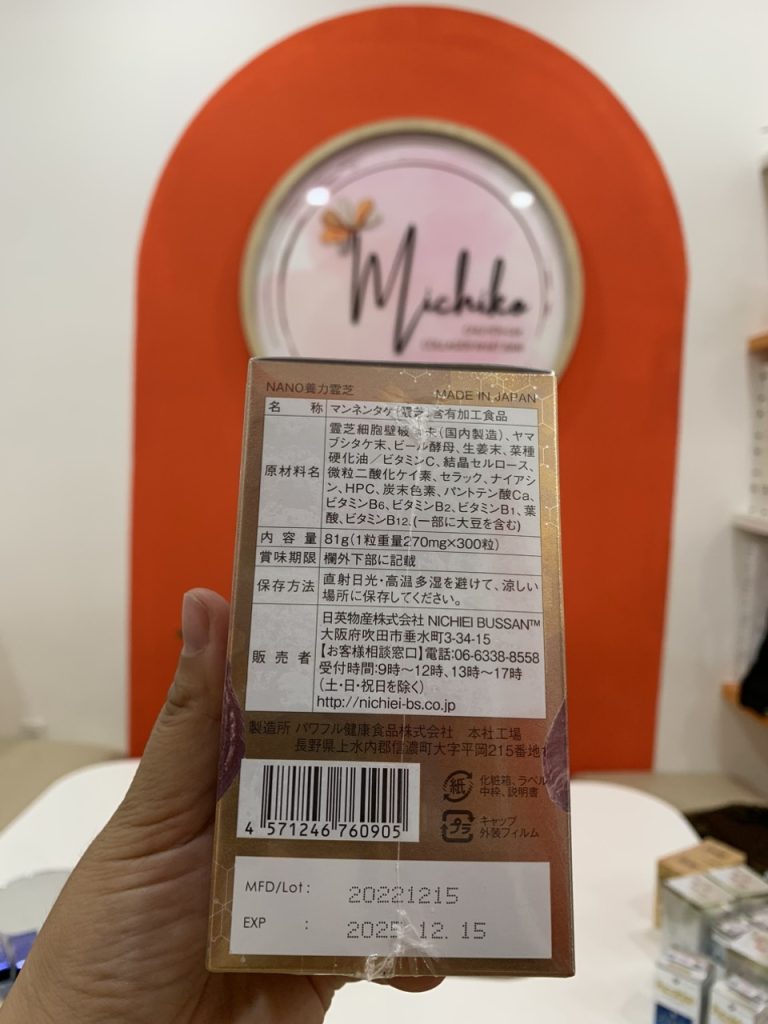 Michiko
NANO養力霊芝
MADE IN JAPAN
名 称 マンネンタケ(霊芝)含有加工食品
原材料名 霊芝細胞壁破 末(国内製造)、ヤマ
ブシタケ末、ビール酵母、生姜末、菜種
硬化油/ビタミンC、結晶セルロース、
微粒二酸化ケイ素、セラック、ナイアシ
ン、HPC、炭末色素、パントテン酸Ca、
ビタミンB6、ビタミンB2、ビタミンB1、葉
酸、ビタミンB12、(一部に大豆を含む)
内 容 量 81g(1粒重量270mg×300粒)
賞味期限 欄外下部に記載
保存方法 直射日光・高温多湿を避けて、涼しい
場所に保存してください。
販 売 者 日英物産株式会社 NICHIEI BUSSAN™
大阪府吹田市垂水町3-34-15
【お客様相談窓口】電話:06-6338-8558
受付時間:9時〜12時、13時〜17時
(土・日・祝日を除く)
http://nichiei-bs.co.jp
製造所 パワフル健康食品株式会社 本社工場
長野県上水内郡信濃町大字平岡215番地
紙 化粧箱、ラベル
中枠、説明書
プラ キャップ
外装フィルム
4 571246 760905
MFD/Lot : 20221215
EXP : 2025.12.15